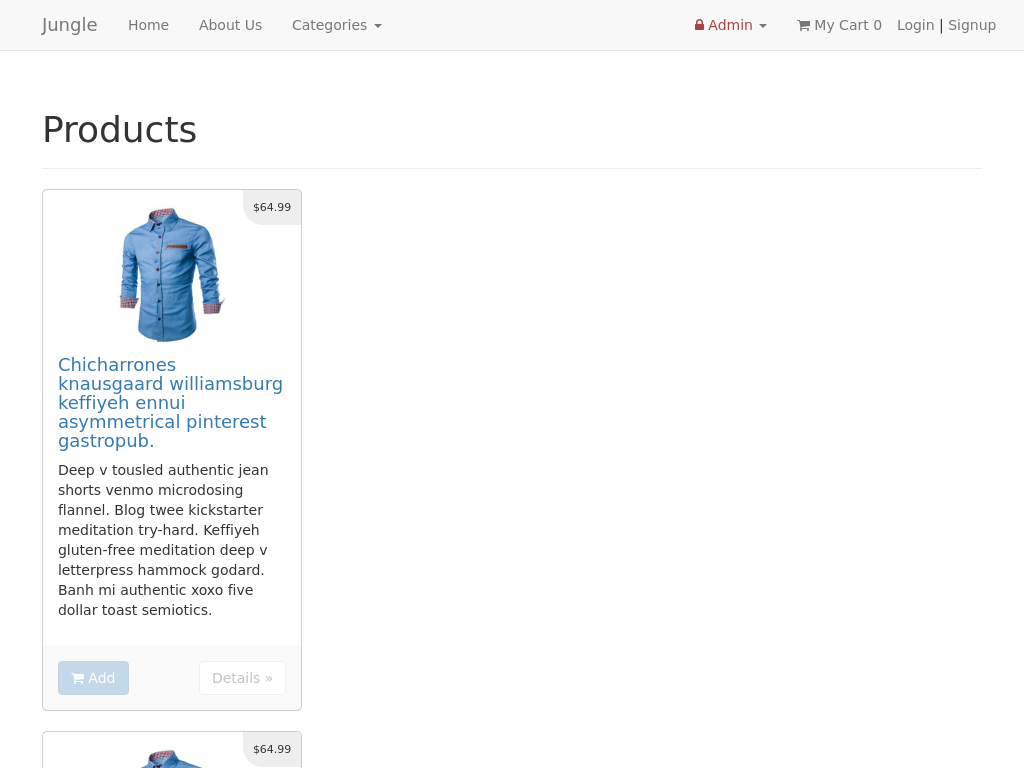 Jungle Home About Us Categories Admin My Cart 0 Login | Signup
Products
$64.99
Chicharrones
knausgaard williamsburg
keffiyeh ennui
asymmetrical pinterest
gastropub.
Deep v tousled authentic jean
shorts venmo microdosing
flannel. Blog twee kickstarter
meditation try-hard. Keffiyeh
gluten-free meditation deep v
letterpress hammock godard.
Banh mi authentic xoxo five
dollar toast semiotics.
Add Details »
$64.99